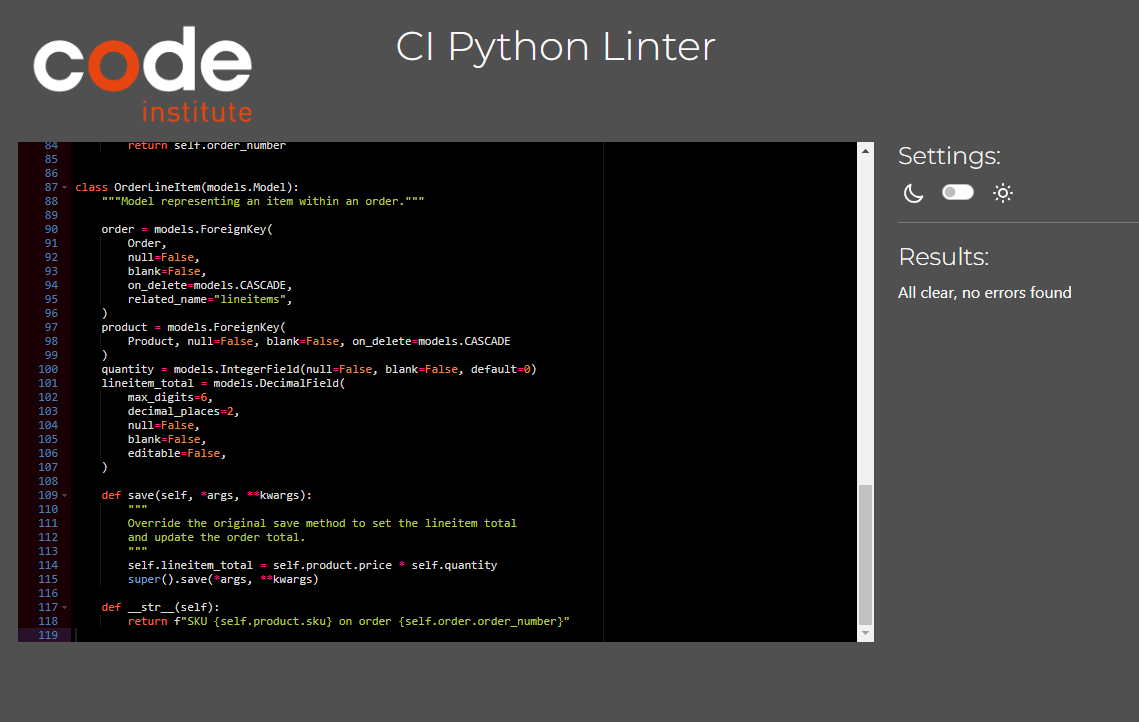 code
institute
CI Python Linter
84         return self.order_number
85
86
87 class OrderLineItem(models.Model):
88     """Model representing an item within an order."""
89
90     order = models.ForeignKey(
91         Order,
92         null=False,
93         blank=False,
94         on_delete=models.CASCADE,
95         related_name="lineitems",
96     )
97     product = models.ForeignKey(
98         Product, null=False, blank=False, on_delete=models.CASCADE
99     )
100     quantity = models.IntegerField(null=False, blank=False, default=0)
101     lineitem_total = models.DecimalField(
102         max_digits=6,
103         decimal_places=2,
104         null=False,
105         blank=False,
106         editable=False,
107     )
108
109     def save(self, *args, **kwargs):
110         """
111         Override the original save method to set the lineitem total
112         and update the order total.
113         """
114         self.lineitem_total = self.product.price * self.quantity
115         super().save(*args, **kwargs)
116
117     def __str__(self):
118         return f"SKU {self.product.sku} on order {self.order.order_number}"
119
Settings:
Results:
All clear, no errors found